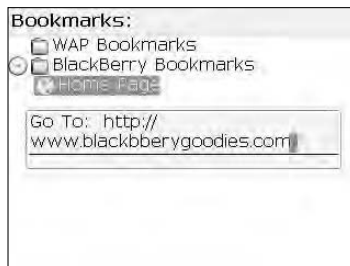 Bookmarks:
WAP Bookmarks
BlackBerry Bookmarks
Home Page
Go To: http://
www.blackbberygoodies.com